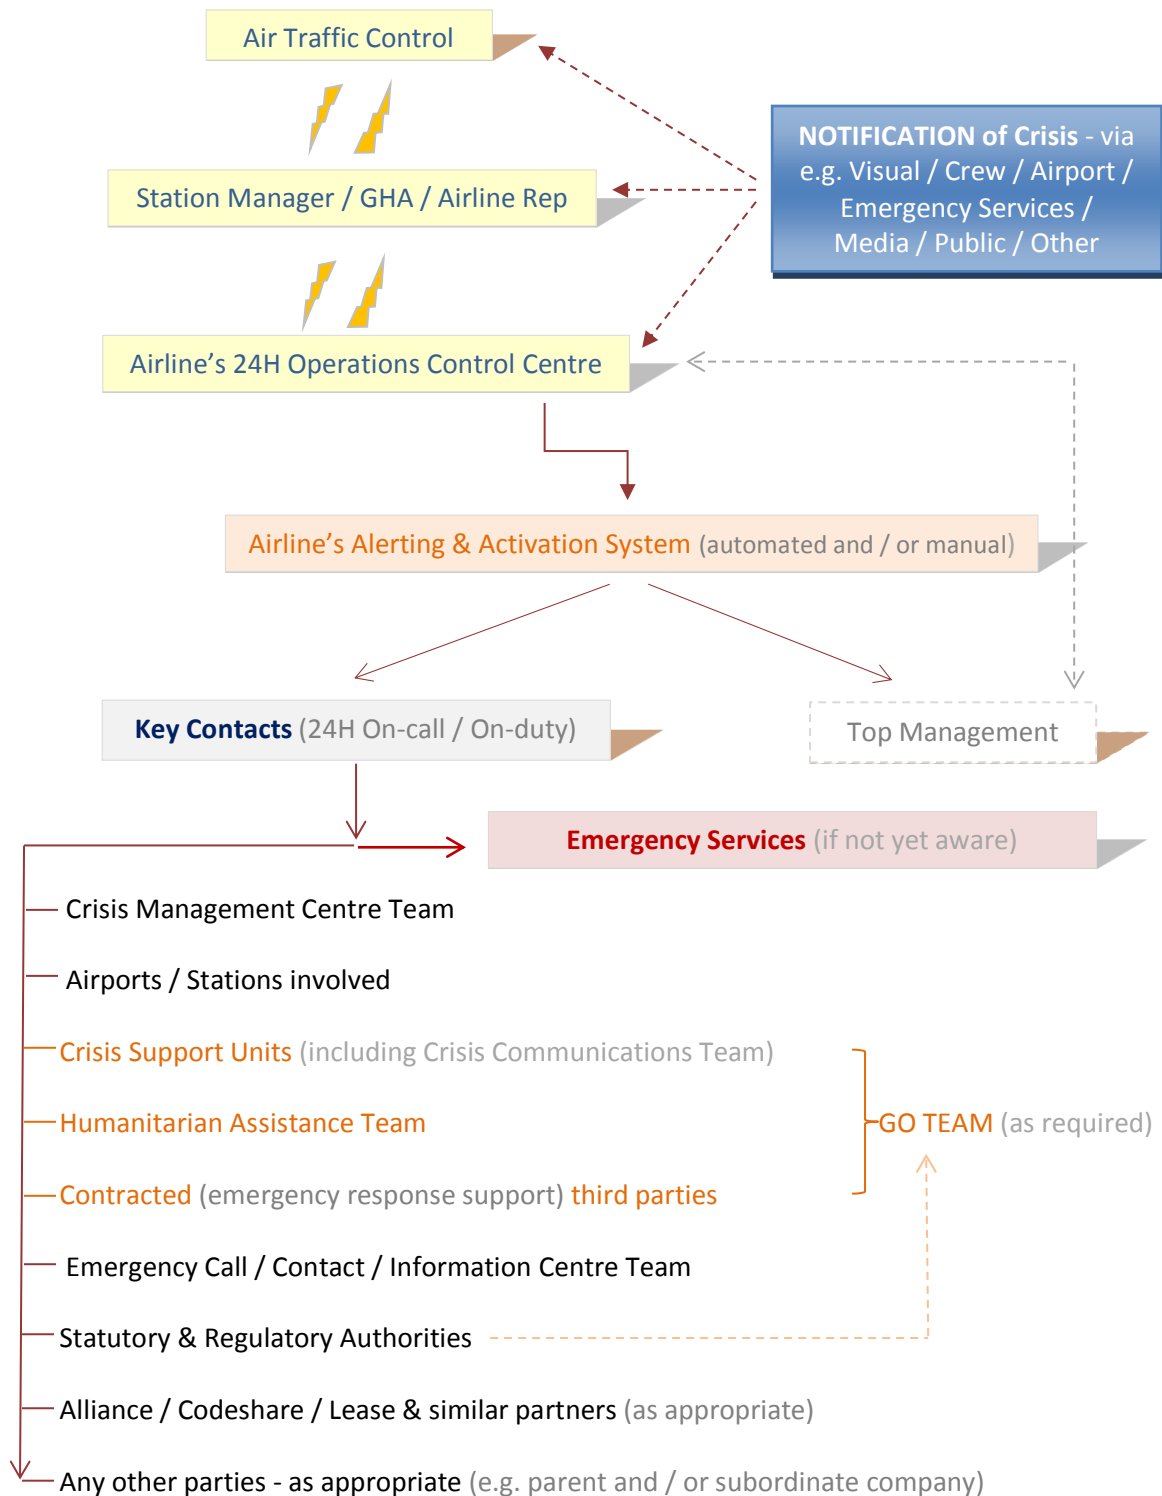 Air Traffic Control
NOTIFICATION of Crisis - via
e.g. Visual / Crew / Airport /
Emergency Services /
Media / Public / Other
Station Manager / GHA / Airline Rep
Airline’s 24H Operations Control Centre
Airline’s Alerting & Activation System (automated and / or manual)
Key Contacts (24H On-call / On-duty)
Top Management
Emergency Services (if not yet aware)
Crisis Management Centre Team
Airports / Stations involved
Crisis Support Units (including Crisis Communications Team)
Humanitarian Assistance Team
GO TEAM (as required)
Contracted (emergency response support) third parties
Emergency Call / Contact / Information Centre Team
Statutory & Regulatory Authorities
Alliance / Codeshare / Lease & similar partners (as appropriate)
Any other parties - as appropriate (e.g. parent and / or subordinate company)